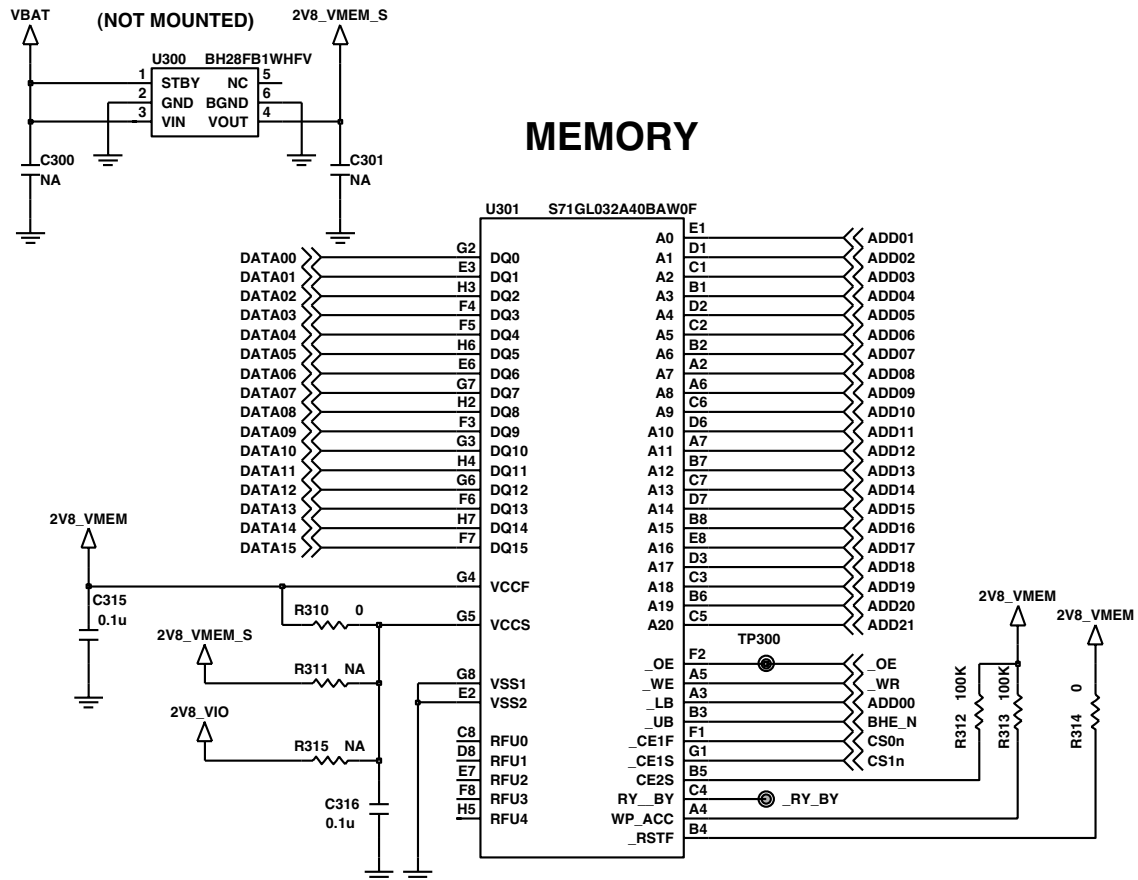 VBAT (NOT MOUNTED) 2V8_VMEM_S
U300 BH28FB1WHFV
1 STBY NC 5
2 GND BGND 6
3 VIN VOUT 4
C300
NA
C301
NA
MEMORY
U301 S71GL032A40BAW0F
A0 E1 ADD01
DATA00 G2 DQ0 A1 D1 ADD02
DATA01 E3 DQ1 A2 C1 ADD03
DATA02 H3 DQ2 A3 B1 ADD04
DATA03 F4 DQ3 A4 D2 ADD05
DATA04 F5 DQ4 A5 C2 ADD06
DATA05 H6 DQ5 A6 B2 ADD07
DATA06 E6 DQ6 A7 A2 ADD08
DATA07 G7 DQ7 A8 A6 ADD09
DATA08 H2 DQ8 A9 C6 ADD10
DATA09 F3 DQ9 A10 D6 ADD11
DATA10 G3 DQ10 A11 A7 ADD12
DATA11 H4 DQ11 A12 B7 ADD13
DATA12 G6 DQ12 A13 C7 ADD14
DATA13 F6 DQ13 A14 D7 ADD15
DATA14 H7 DQ14 A15 B8 ADD16
DATA15 F7 DQ15 A16 E8 ADD17
A17 D3 ADD18
2V8_VMEM G4 VCCF A18 C3 ADD19
A19 B6 ADD20
C315
0.1u
R310 0 G5 VCCS A20 C5 ADD21
2V8_VMEM_S
R311 NA
2V8_VIO
R315 NA
C316
0.1u
TP300
_OE F2 _OE
G8 VSS1 _WE A5 _WR
E2 VSS2 _LB A3 ADD00
_UB B3 BHE_N
C8 RFU0 _CE1F F1 CS0n
D8 RFU1 _CE1S G1 CS1n
E7 RFU2 CE2S B5
F8 RFU3 RY__BY C4 _RY_BY
H5 RFU4 WP_ACC A4
_RSTF B4
2V8_VMEM
2V8_VMEM
R312 100K
R313 100K
R314 0